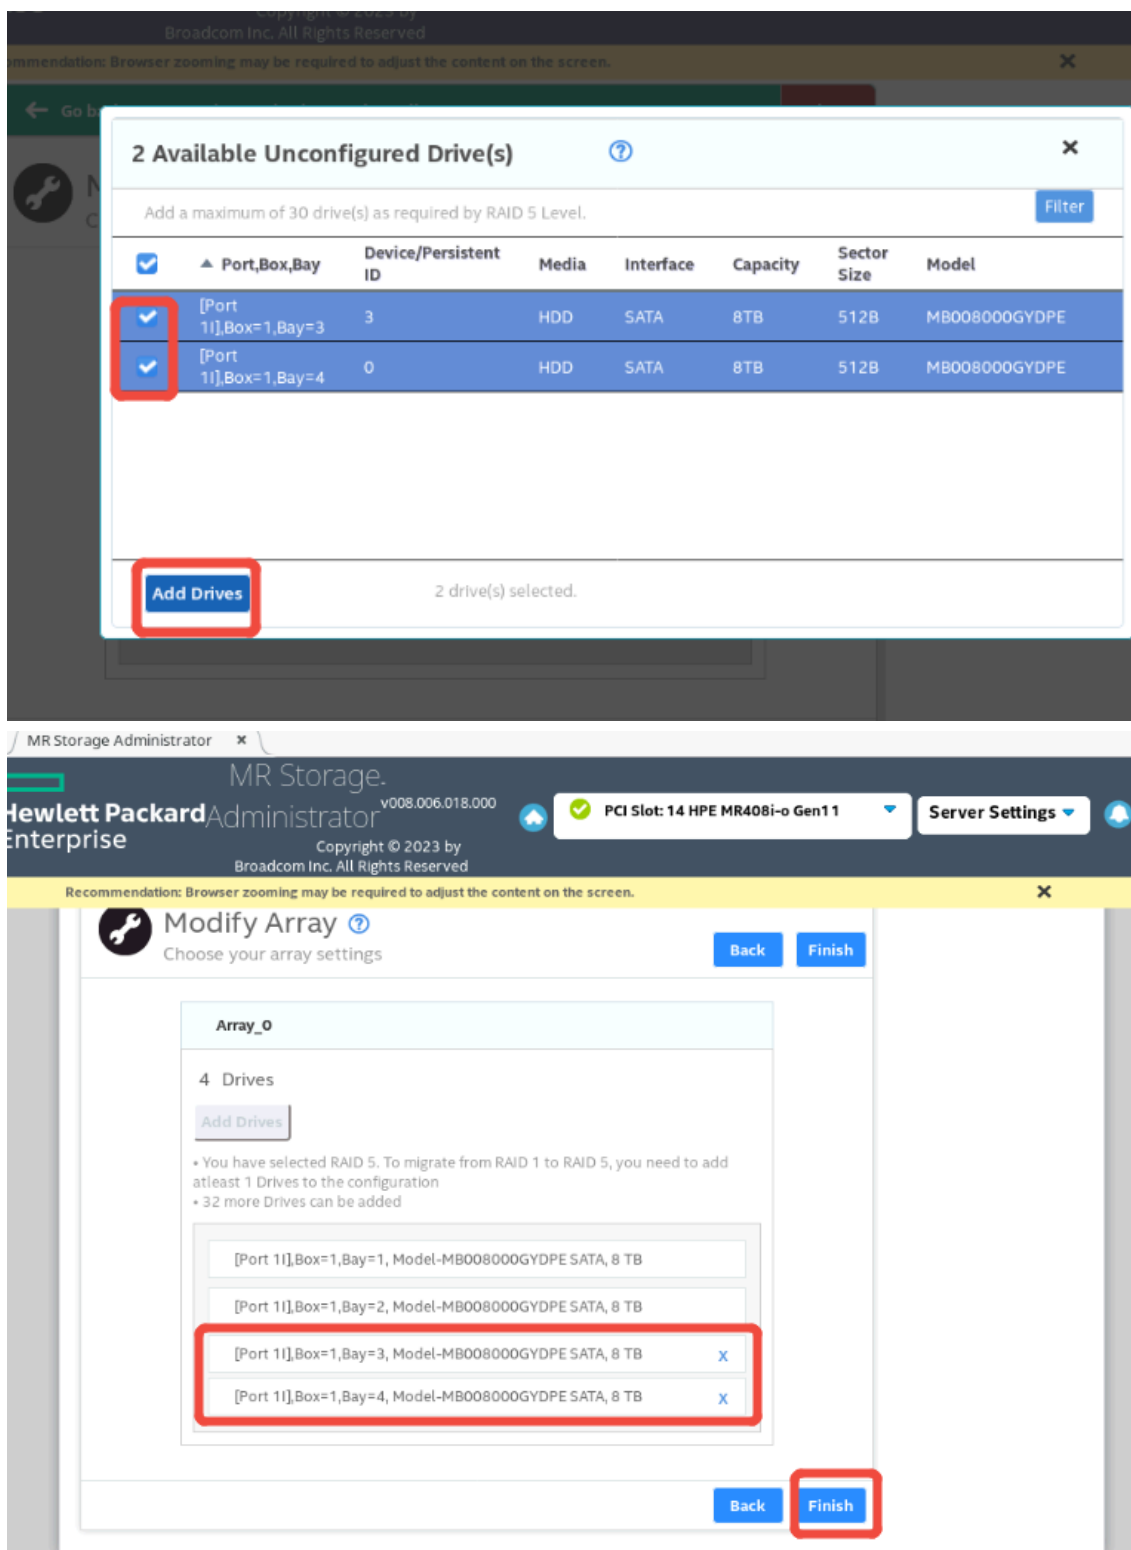 Copyright © 2023 by
Broadcom Inc. All Rights Reserved
ommendation: Browser zooming may be required to adjust the content on the screen.
Go b
2 Available Unconfigured Drive(s)
Add a maximum of 30 drive(s) as required by RAID 5 Level.
Filter
Port,Box,Bay Device/Persistent ID Media Interface Capacity Sector Size Model
[Port 1I],Box=1,Bay=3 3 HDD SATA 8TB 512B MB008000GYDPE
[Port 1I],Box=1,Bay=4 0 HDD SATA 8TB 512B MB008000GYDPE
Add Drives
2 drive(s) selected.
MR Storage Administrator
MR Storage
Administrator v008.006.018.000
Hewlett Packard
Enterprise
Copyright © 2023 by
Broadcom Inc. All Rights Reserved
PCI Slot: 14 HPE MR408i-o Gen11
Server Settings
Recommendation: Browser zooming may be required to adjust the content on the screen.
Modify Array
Choose your array settings
Back Finish
Array_0
4 Drives
Add Drives
• You have selected RAID 5. To migrate from RAID 1 to RAID 5, you need to add
atleast 1 Drives to the configuration
• 32 more Drives can be added
[Port 1I],Box=1,Bay=1, Model-MB008000GYDPE SATA, 8 TB
[Port 1I],Box=1,Bay=2, Model-MB008000GYDPE SATA, 8 TB
[Port 1I],Box=1,Bay=3, Model-MB008000GYDPE SATA, 8 TB X
[Port 1I],Box=1,Bay=4, Model-MB008000GYDPE SATA, 8 TB X
Back Finish